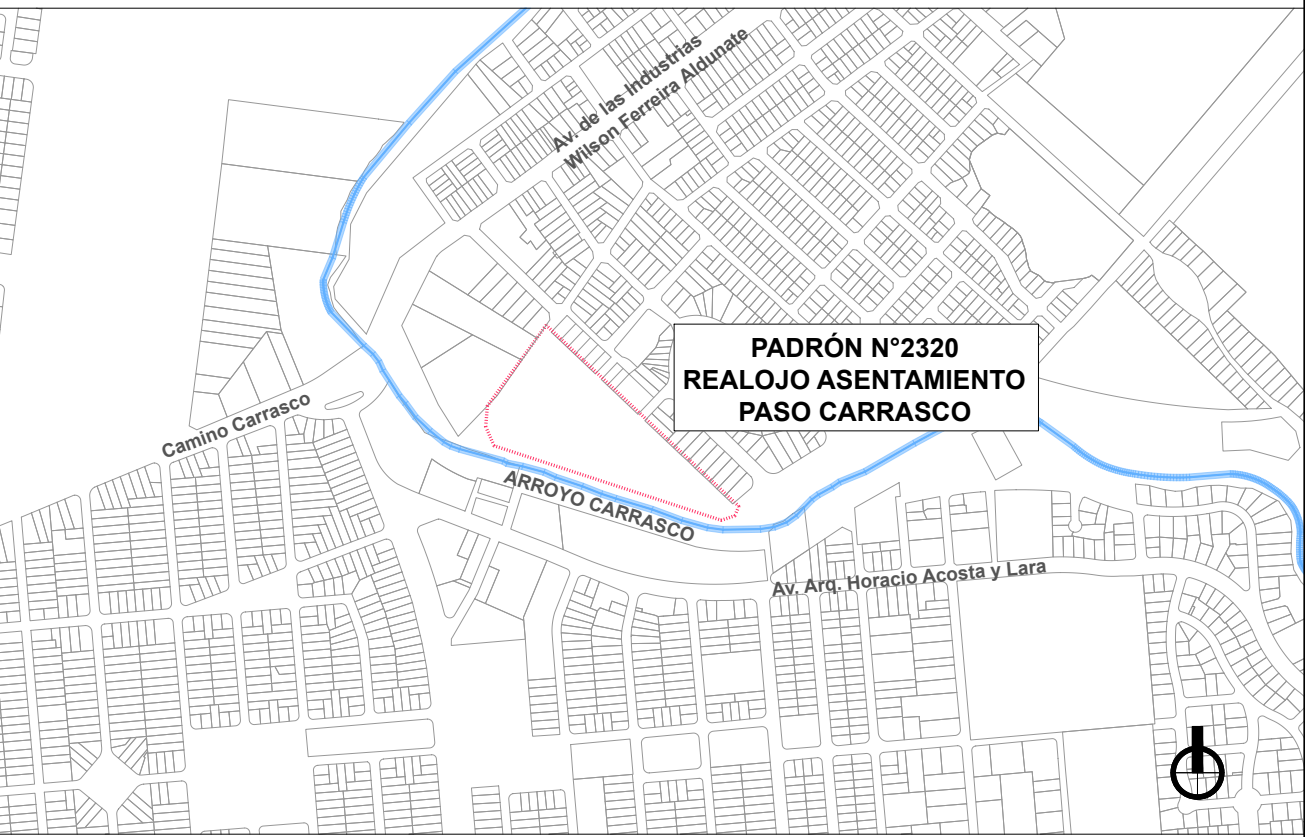 Av. de las Industrias
Wilson Ferreira Aldunate
PADRÓN N°2320
REALOJO ASENTAMIENTO
PASO CARRASCO
Camino Carrasco
ARROYO CARRASCO
Av. Arq. Horacio Acosta y Lara